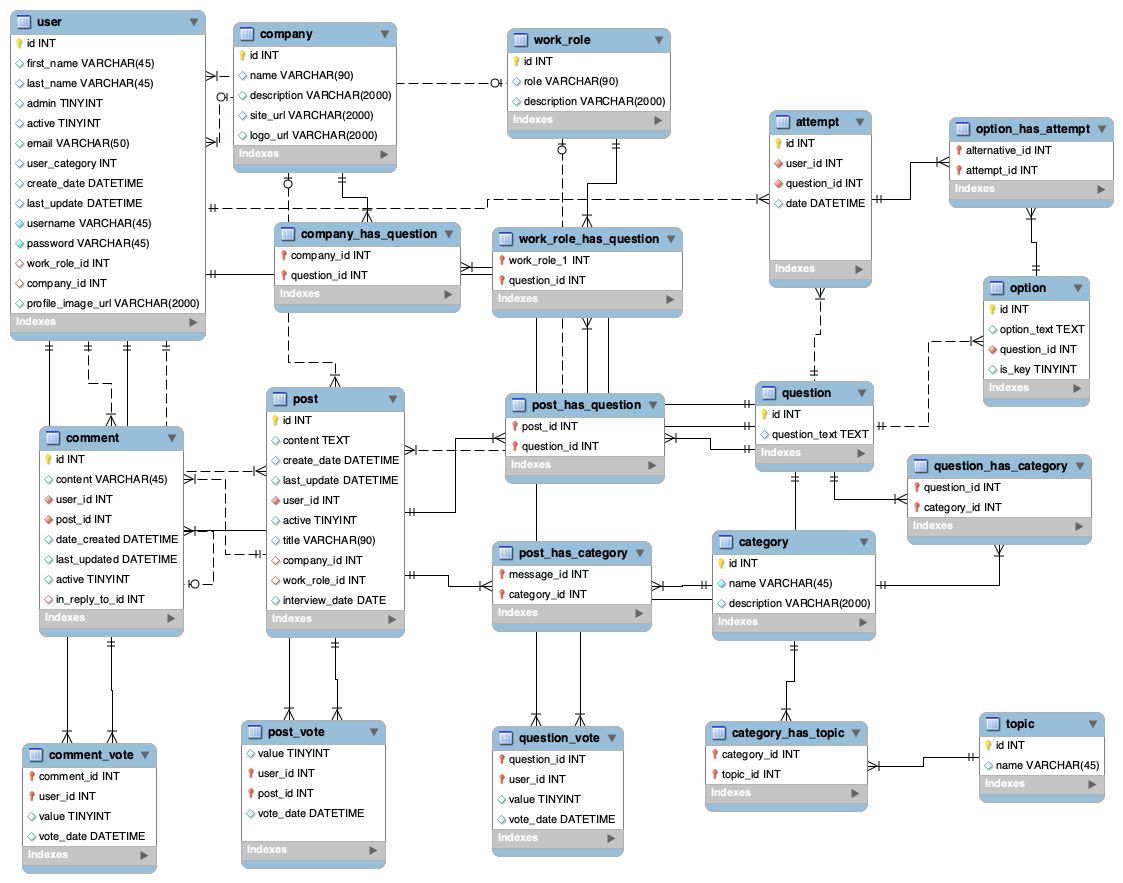 user
id INT
first_name VARCHAR(45)
last_name VARCHAR(45)
admin TINYINT
active TINYINT
email VARCHAR(50)
user_category INT
create_date DATETIME
last_update DATETIME
username VARCHAR(45)
password VARCHAR(45)
work_role_id INT
company_id INT
profile_image_url VARCHAR(2000)
Indexes
company
id INT
name VARCHAR(90)
description VARCHAR(2000)
site_url VARCHAR(2000)
logo_url VARCHAR(2000)
Indexes
work_role
id INT
role VARCHAR(90)
description VARCHAR(2000)
Indexes
attempt
id INT
user_id INT
question_id INT
date DATETIME
Indexes
option_has_attempt
alternative_id INT
attempt_id INT
Indexes
company_has_question
company_id INT
question_id INT
Indexes
work_role_has_question
work_role_1 INT
question_id INT
Indexes
option
id INT
option_text TEXT
question_id INT
is_key TINYINT
Indexes
comment
id INT
content VARCHAR(45)
user_id INT
post_id INT
date_created DATETIME
last_updated DATETIME
active TINYINT
in_reply_to_id INT
Indexes
post
id INT
content TEXT
create_date DATETIME
last_update DATETIME
user_id INT
active TINYINT
title VARCHAR(90)
company_id INT
work_role_id INT
interview_date DATE
Indexes
post_has_question
post_id INT
question_id INT
Indexes
question
id INT
question_text TEXT
Indexes
question_has_category
question_id INT
category_id INT
Indexes
post_has_category
message_id INT
category_id INT
Indexes
category
id INT
name VARCHAR(45)
description VARCHAR(2000)
Indexes
comment_vote
comment_id INT
user_id INT
value TINYINT
vote_date DATETIME
Indexes
post_vote
value TINYINT
user_id INT
post_id INT
vote_date DATETIME
Indexes
question_vote
question_id INT
user_id INT
value TINYINT
vote_date DATETIME
Indexes
category_has_topic
category_id INT
topic_id INT
Indexes
topic
id INT
name VARCHAR(45)
Indexes